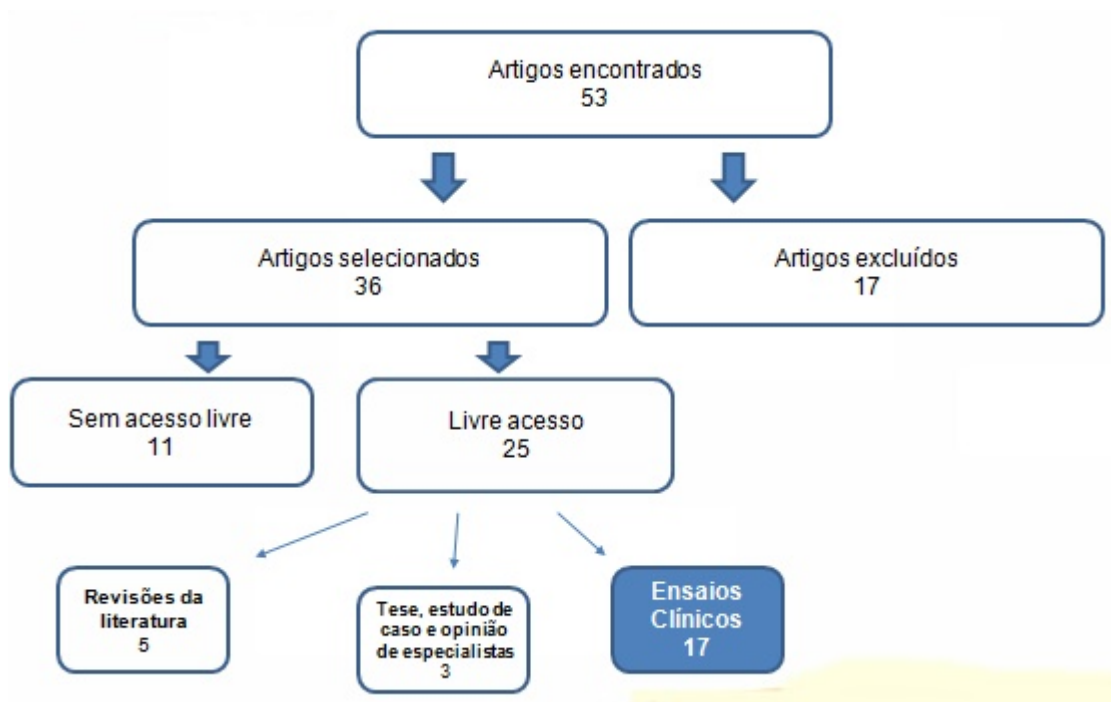 Artigos encontrados
53
Artigos selecionados
36
Artigos excluídos
17
Sem acesso livre
11
Livre acesso
25
Revisões da
literatura
5
Tese, estudo de
caso e opinião
de especialistas
3
Ensaios
Clínicos
17